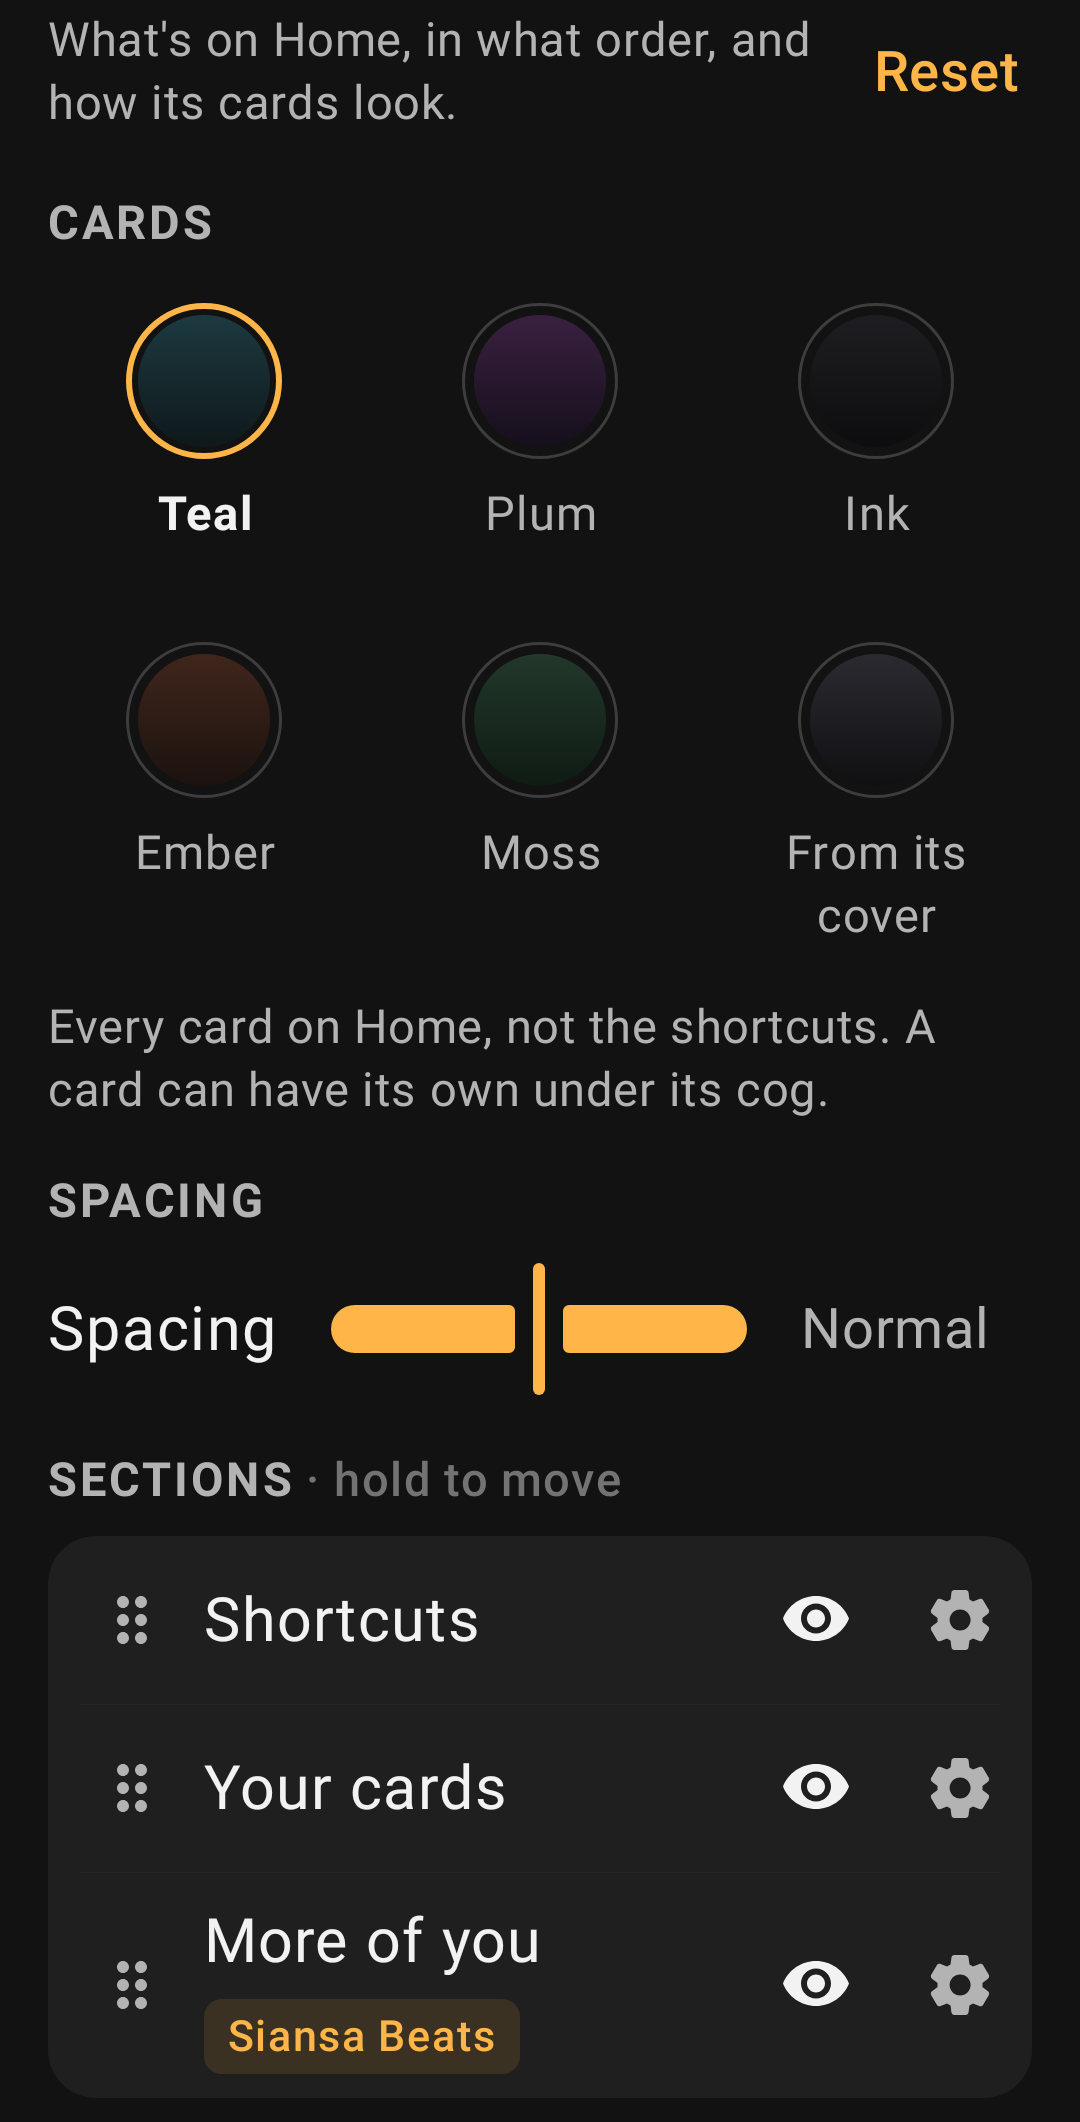 What's on Home, in what order, and
how its cards look.
Reset
CARDS
Teal
Plum
Ink
Ember
Moss
From its
cover
Every card on Home, not the shortcuts. A
card can have its own under its cog.
SPACING
Spacing
Normal
SECTIONS · hold to move
Shortcuts
Your cards
More of you
Siansa Beats